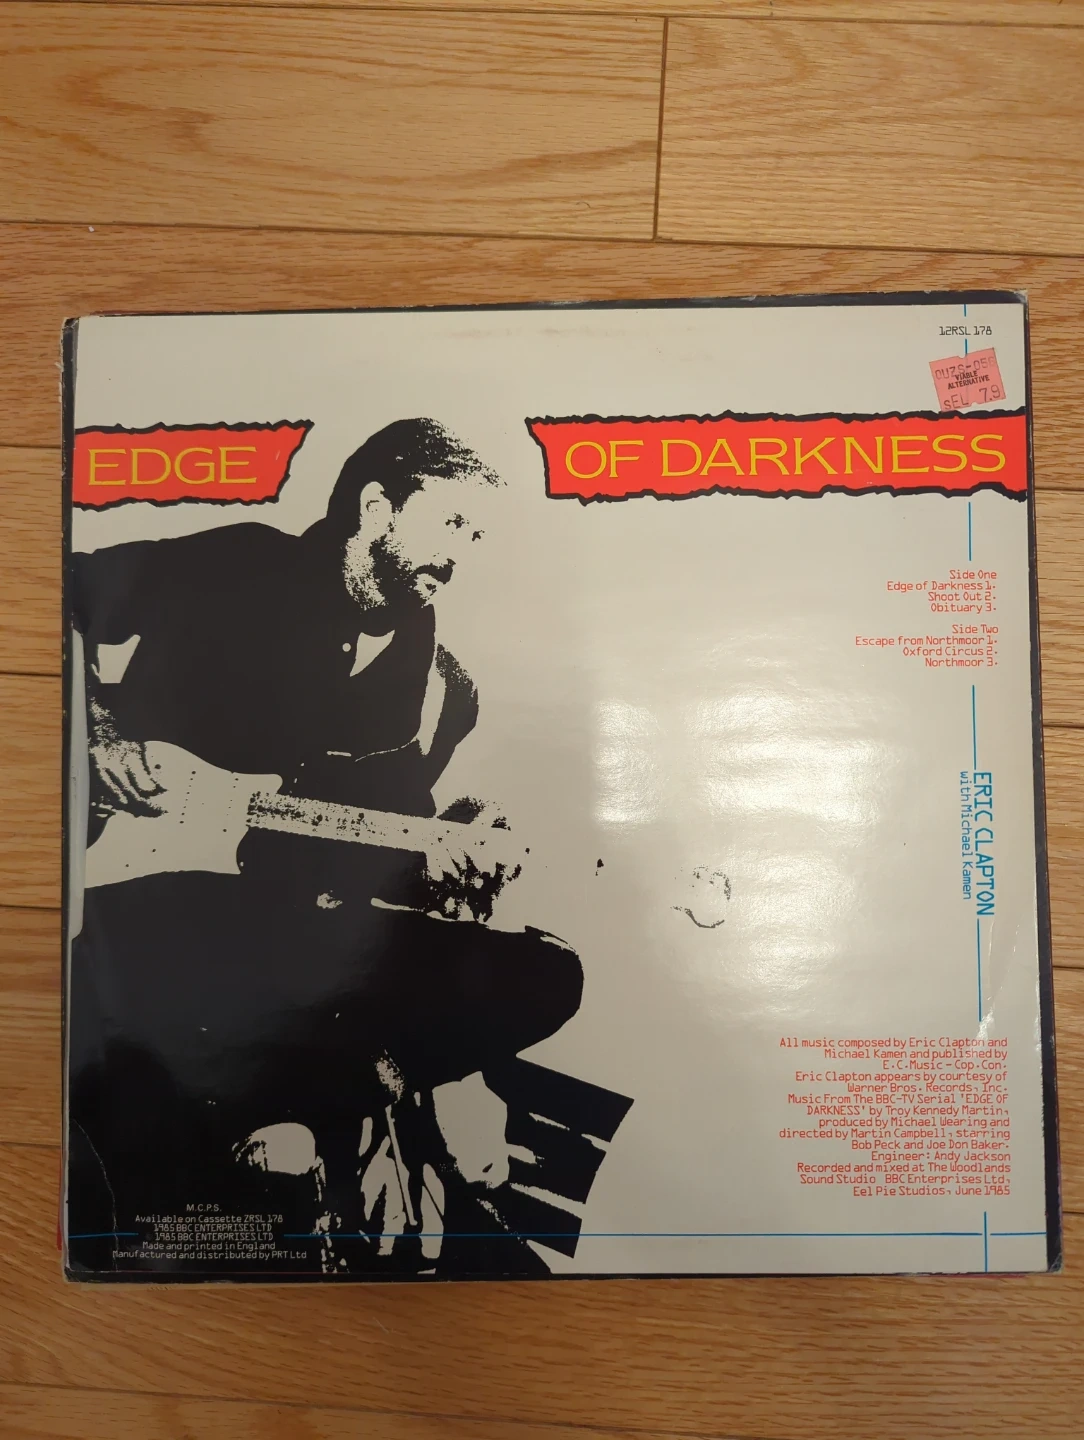 12RSL 178
VIABLE
ALTERNATIVE
SEL 7.9
EDGE OF DARKNESS
Side One
Edge of Darkness 1.
Shoot Out 2.
Obituary 3.
Side Two
Escape from Northmoor 1.
Oxford Circus 2.
Northmoor 3.
ERIC CLAPTON
with Michael Kamen
All music composed by Eric Clapton and
Michael Kamen and published by
E.C.Music - Cop.Con.
Eric Clapton appears by courtesy of
Warner Bros. Records, Inc.
Music From The BBC-TV Serial 'EDGE OF
DARKNESS' by Troy Kennedy Martin,
produced by Michael Wearing and
directed by Martin Campbell, starring
Bob Peck and Joe Don Baker.
Engineer: Andy Jackson
Recorded and mixed at The Woodlands
Sound Studio BBC Enterprises Ltd,
Eel Pie Studios, June 1985
M.C.P.S.
Available on Cassette ZRSL 178
1985 BBC ENTERPRISES LTD
1985 BBC ENTERPRISES LTD
Made and printed in England
Manufactured and distributed by PRT Ltd